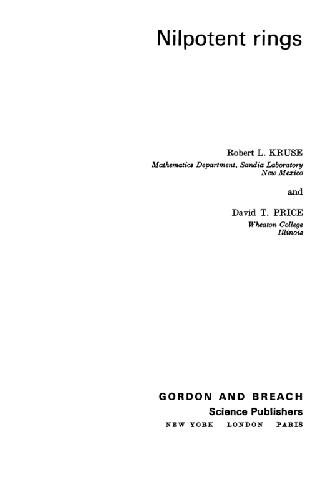 Nilpotent rings
Robert L. KRUSE
Mathematics Department, Sandia Laboratory
New Mexico
and
David T. PRICE
Wheaton College
Illinois
GORDON AND BREACH
Science Publishers
NEW YORK LONDON PARIS